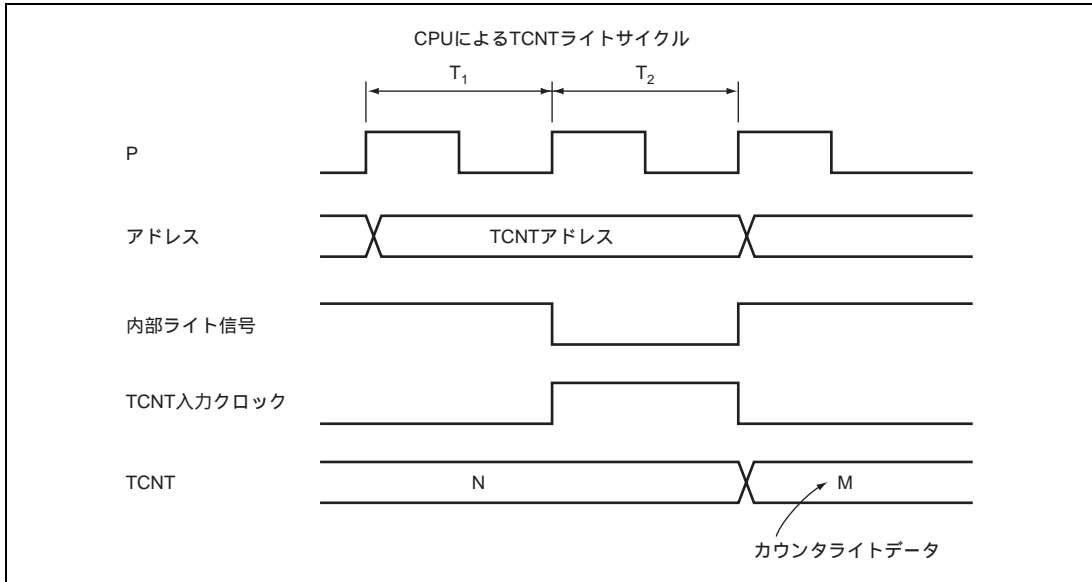 CPUによるTCNTライトサイクル
T1 T2
P
アドレス TCNTアドレス
内部ライト信号
TCNT入力クロック
TCNT N M
カウンタライトデータ